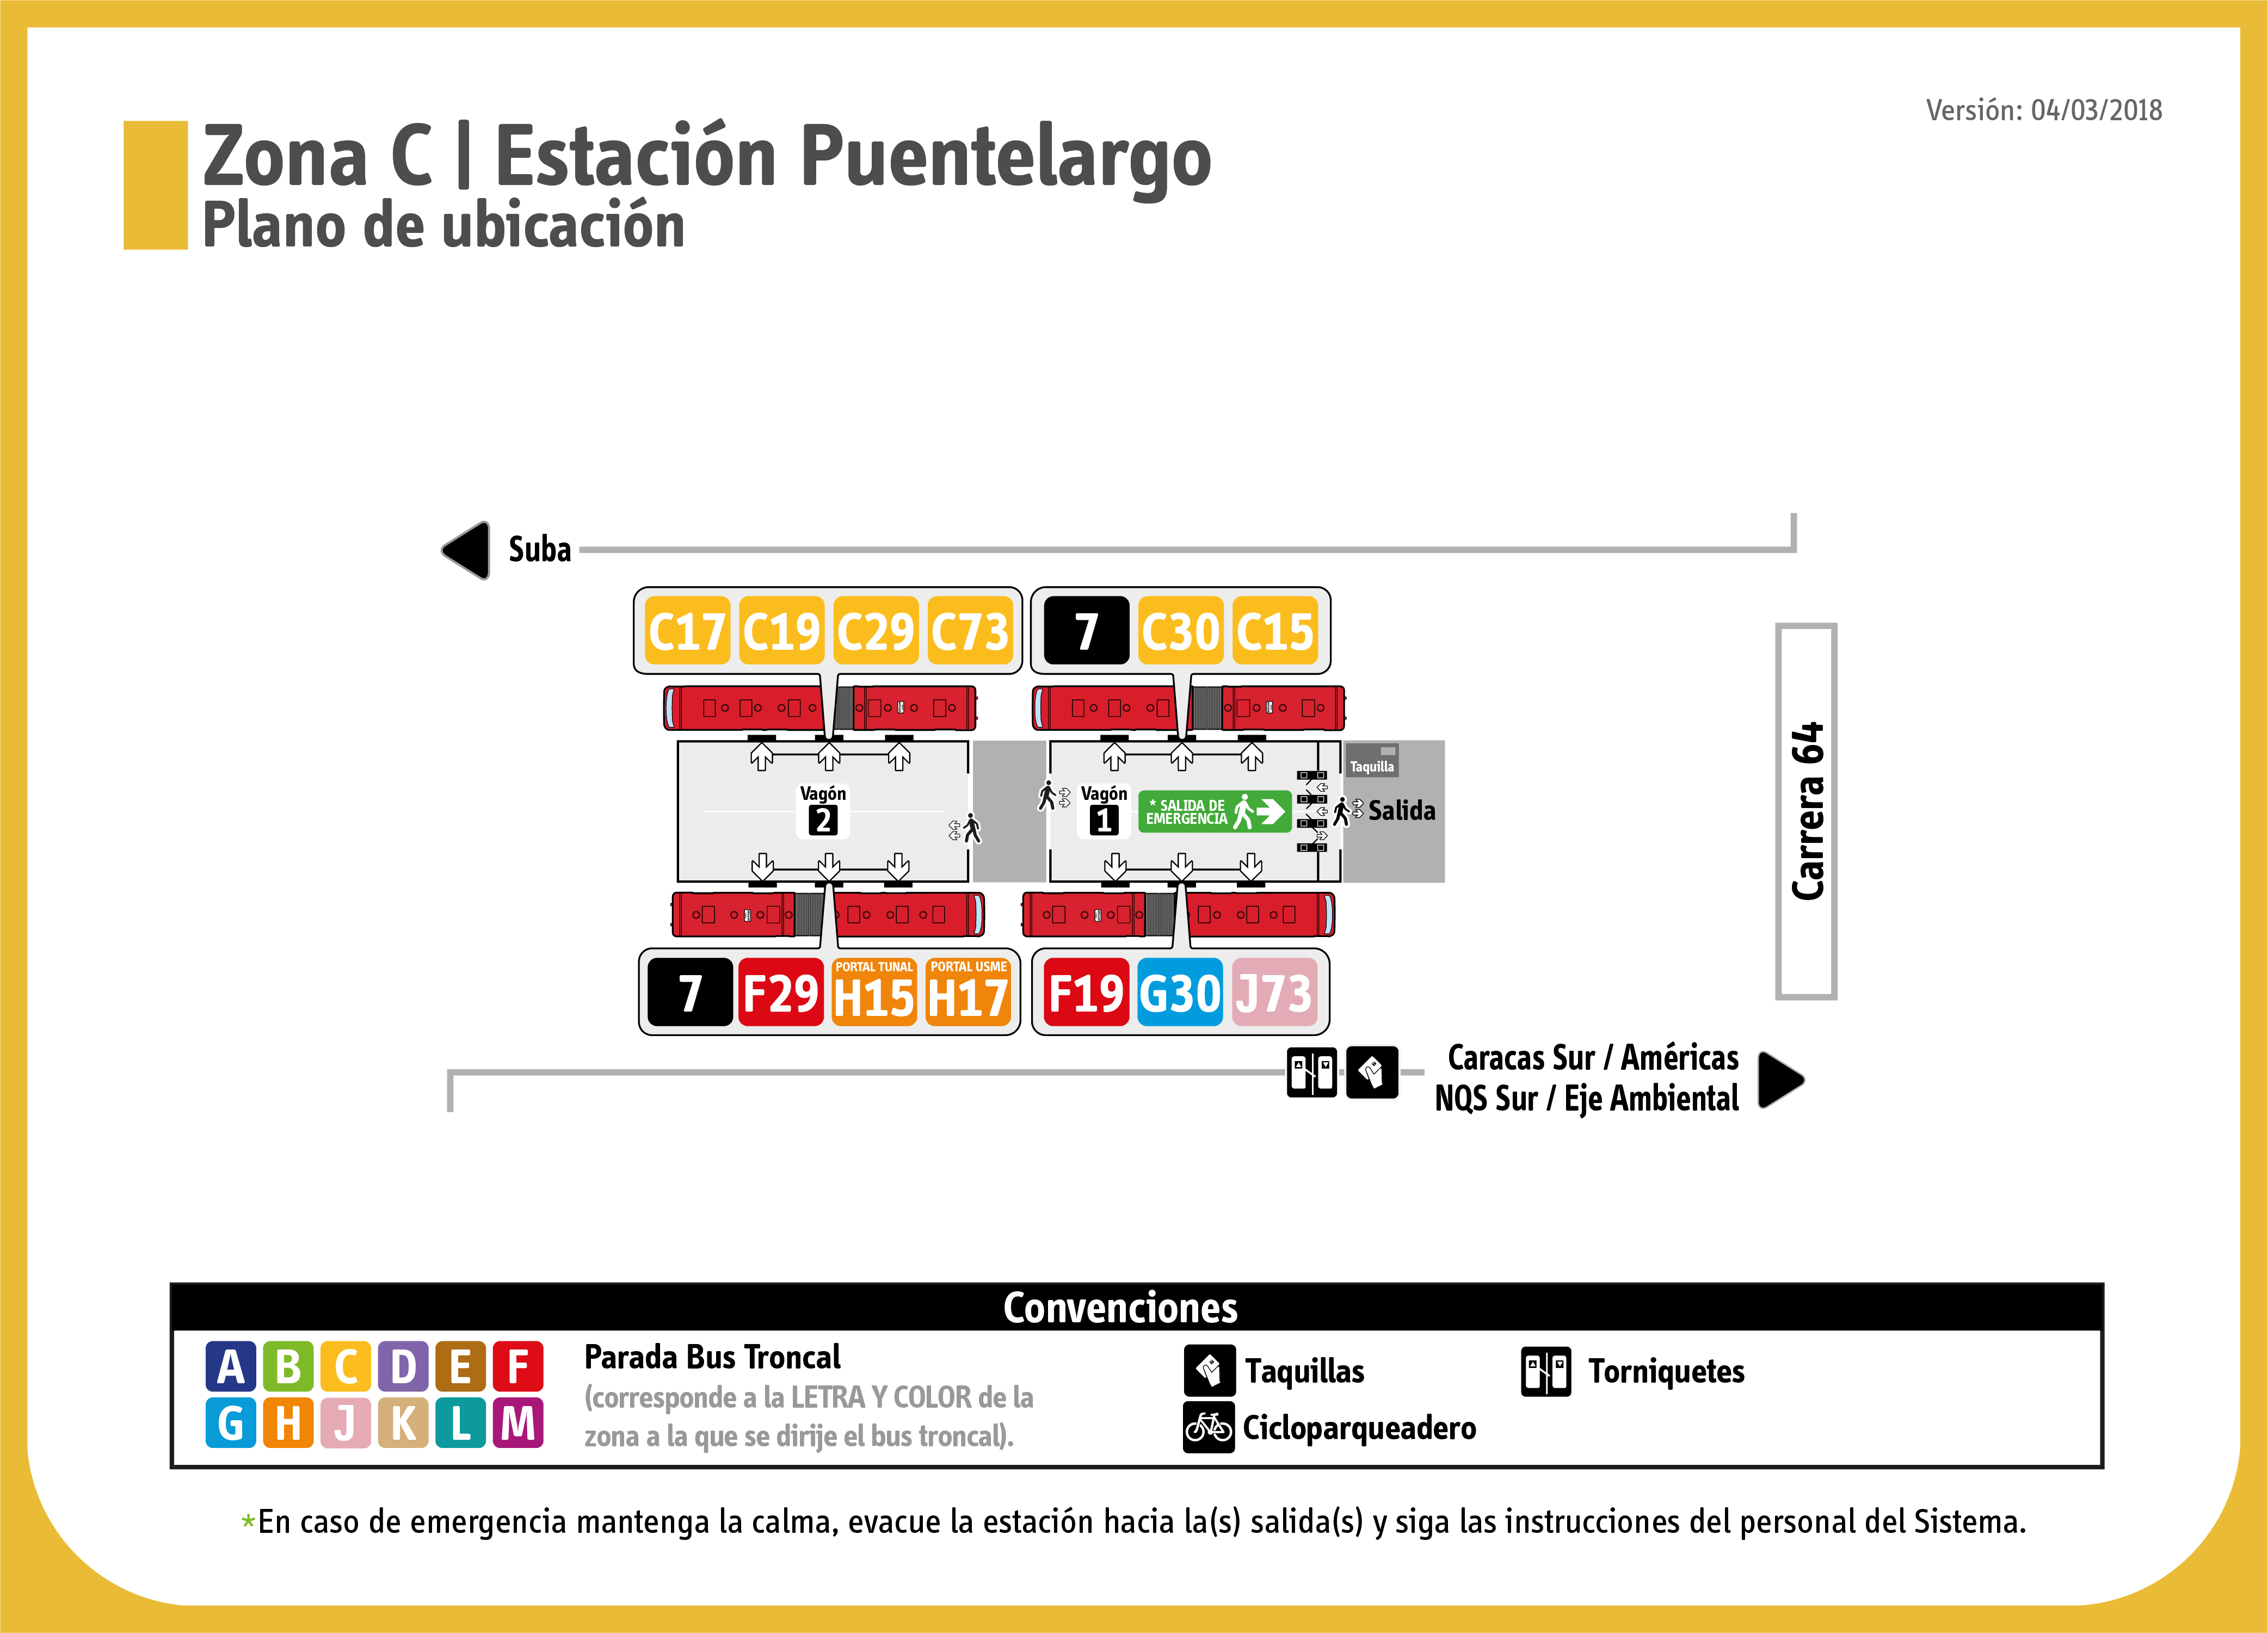 Versión: 04/03/2018
Zona C | Estación Puentelargo
Plano de ubicación
Suba
C17 C19 C29 C73
7 C30 C15
Carrera 64
Taquilla
Vagón
2
Vagón
1
* SALIDA DE
EMERGENCIA
Salida
7 F29 PORTAL TUNAL H15 PORTAL USME H17
F19 G30 J73
Caracas Sur / Américas
NQS Sur / Eje Ambiental
Convenciones
A B C D E F
G H J K L M
Parada Bus Troncal
(corresponde a la LETRA Y COLOR de la
zona a la que se dirije el bus troncal).
Taquillas
Torniquetes
Cicloparqueadero
*En caso de emergencia mantenga la calma, evacue la estación hacia la(s) salida(s) y siga las instrucciones del personal del Sistema.